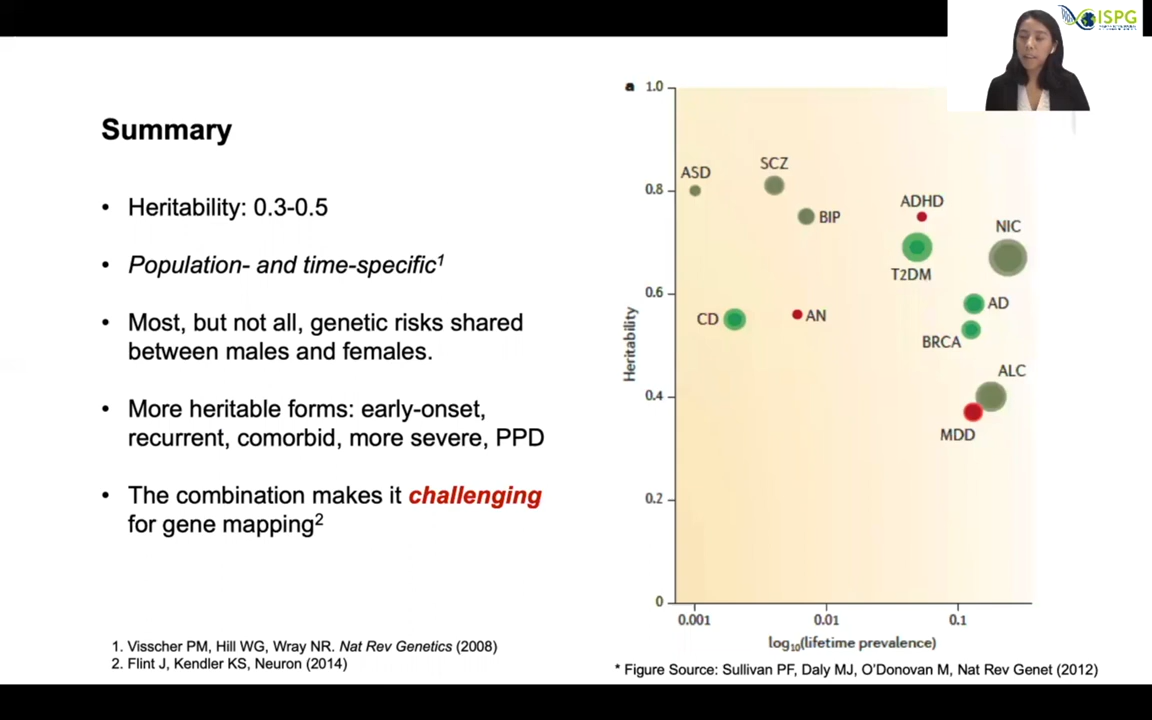 ISPG
Summary
• Heritability: 0.3-0.5
• Population- and time-specific1
• Most, but not all, genetic risks shared
between males and females.
• More heritable forms: early-onset,
recurrent, comorbid, more severe, PPD
• The combination makes it challenging
for gene mapping2
1. Visscher PM, Hill WG, Wray NR. Nat Rev Genetics (2008)
2. Flint J, Kendler KS, Neuron (2014)
a
1.0
0.8
0.6
0.4
0.2
0
Heritability
ASD
SCZ
BIP
ADHD
NIC
T2DM
AD
CD
AN
BRCA
ALC
MDD
0.001
0.01
0.1
log10(lifetime prevalence)
* Figure Source: Sullivan PF, Daly MJ, O'Donovan M, Nat Rev Genet (2012)